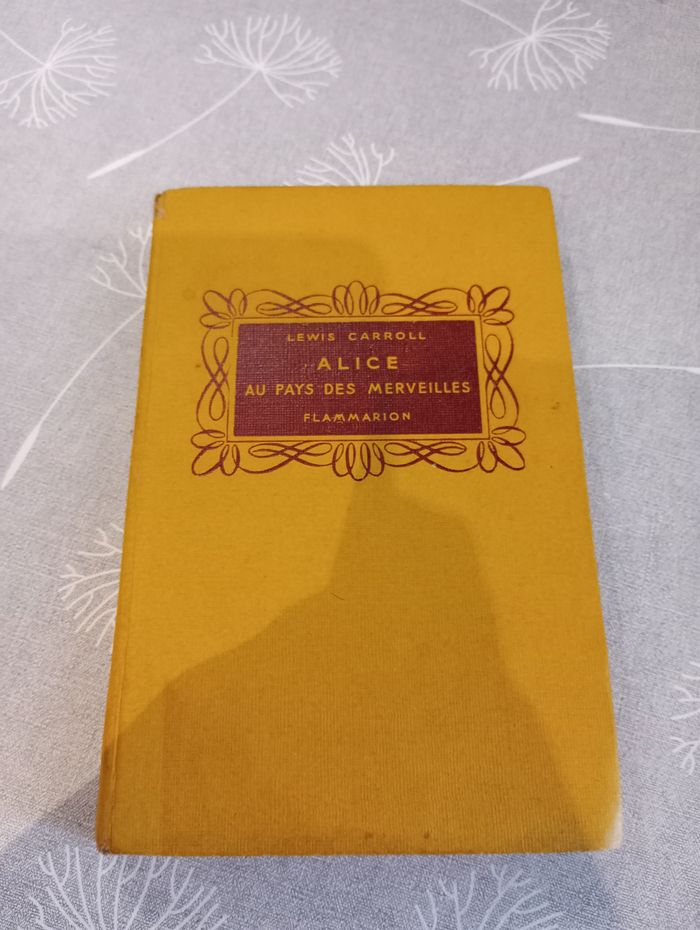 LEWIS CARROLL
ALICE
AU PAYS DES MERVEILLES
FLAMMARION